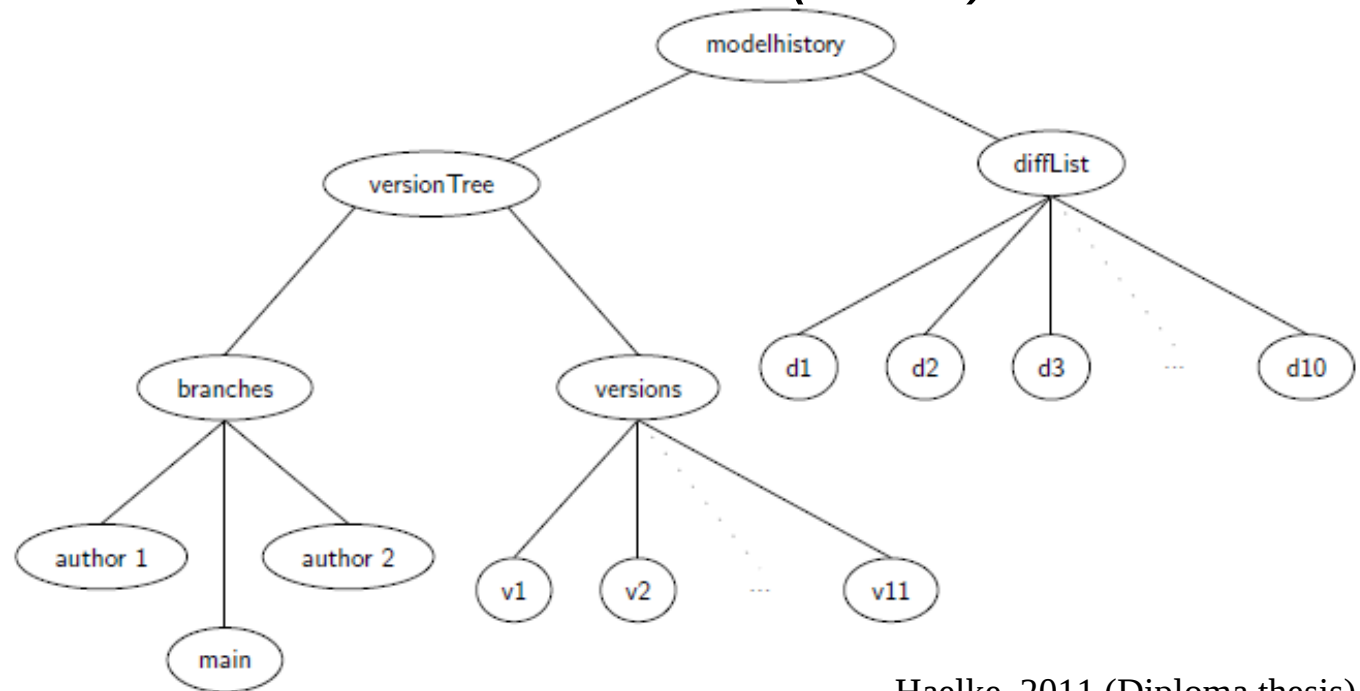 modelhistory
versionTree
diffList
branches
versions
d1
d2
d3
...
d10
author 1
author 2
v1
v2
...
v11
main
Haelke, 2011 (Diploma thesis)